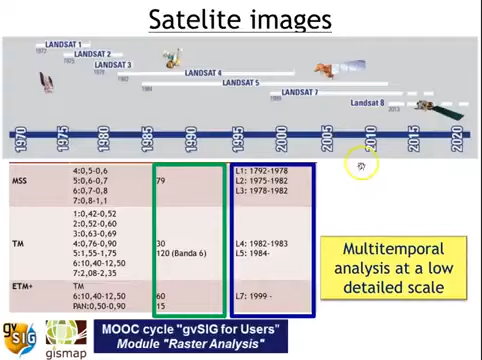 Satelite images
LANDSAT 1
1972
LANDSAT 2
1975
LANDSAT 3
1978
LANDSAT 4
1982
LANDSAT 5
1984
LANDSAT 7
1999
Landsat 8
2013
1970 1975 1980 1985 1990 1995 2000 2005 2010 2015 2020
MSS
4:0,5-0,6
5:0,6-0,7
6:0,7-0,8
7:0,8-1,1
79
L1: 1792-1978
L2: 1975-1982
L3: 1978-1982
TM
1:0,42-0,52
2:0,52-0,60
3:0,63-0,69
4:0,76-0,90
5:1,55-1,75
6:10,40-12,50
7:2,08-2,35
30
120 (Banda 6)
L4: 1982-1983
L5: 1984-
ETM+
TM
6:10,40-12,50
PAN:0,50-0,90
60
15
L7: 1999 -
Multitemporal
analysis at a low
detailed scale
gvSIG
gismap
MOOC cycle "gvSIG for Users"
Module "Raster Analysis"